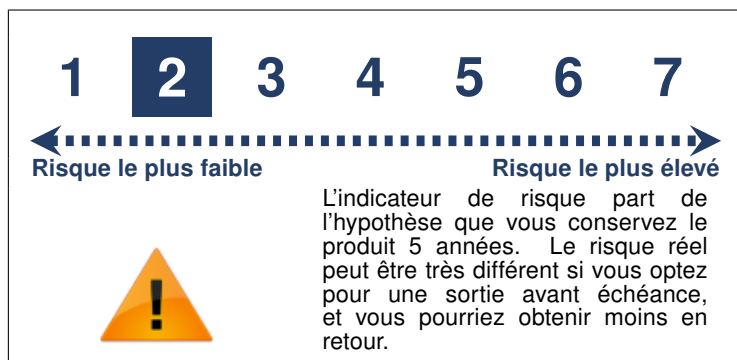 1 2 3 4 5 6 7
Risque le plus faible Risque le plus élevé
L'indicateur de risque part de
l'hypothèse que vous conservez le
produit 5 années. Le risque réel
peut être très différent si vous optez
pour une sortie avant échéance,
et vous pourriez obtenir moins en
retour.